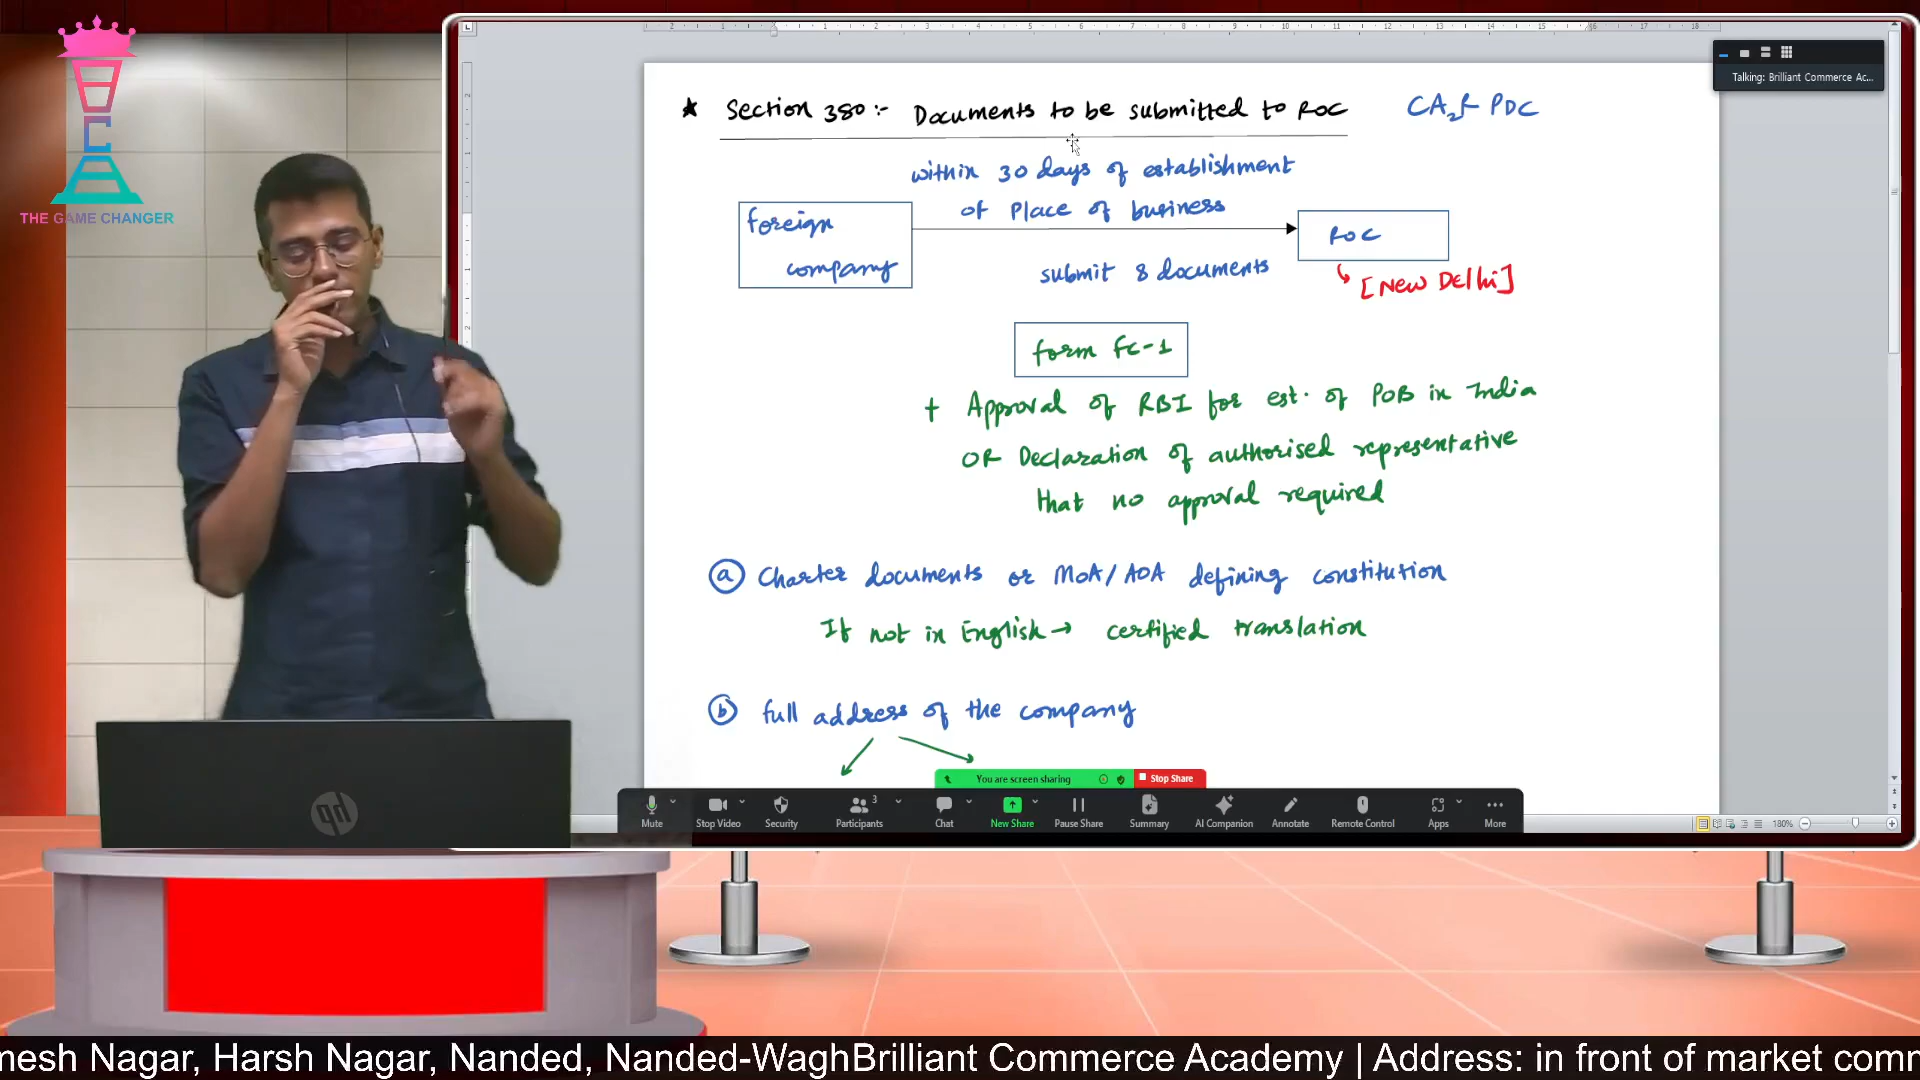 THE GAME CHANGER
Talking: Brilliant Commerce Ac...
★ Section 380:- Documents to be submitted to ROC
CA2R PDC
within 30 days of establishment
of Place of business
foreign
company
ROC
submit 8 documents
[New Delhi]
form FC-1
+ Approval of RBI for est. of POB in India
OR Declaration of authorised representative
that no approval required
(a) Charter documents or MOA/AOA defining constitution
If not in English → certified translation
(b) full address of the company
You are screen sharing
Stop Share
Mute
Stop Video
Security
Participants
3
Chat
New Share
Pause Share
Summary
AI Companion
Annotate
Remote Control
Apps
More
180%
hp
mesh Nagar, Harsh Nagar, Nanded, Nanded-WaghBrilliant Commerce Academy | Address: in front of market comm